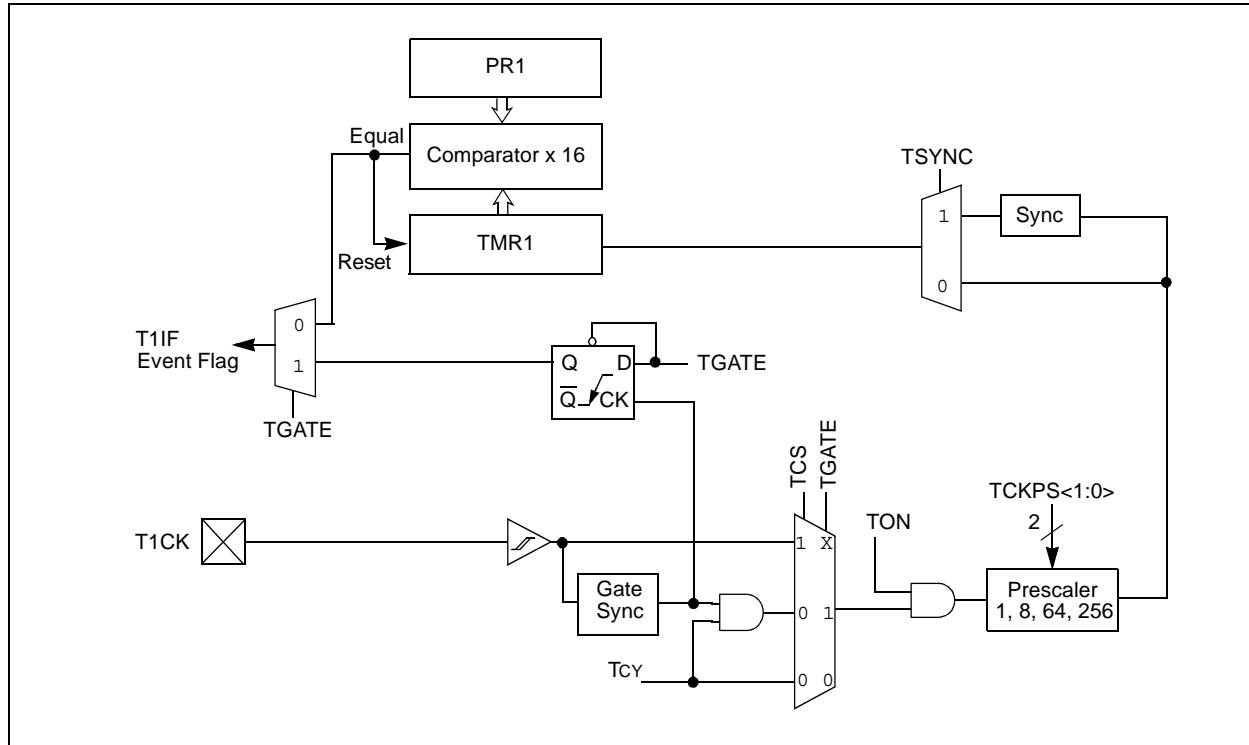 PR1
Equal
Comparator x 16
TSYNC
1
Sync
TMR1
Reset
0
0
T1IF
Event Flag
1
Q
D
TGATE
Q̅
CK
TGATE
TCS
TGATE
TCKPS<1:0>
2
TON
T1CK
1 X
Gate
Sync
0 1
Prescaler
1, 8, 64, 256
TCY
0 0